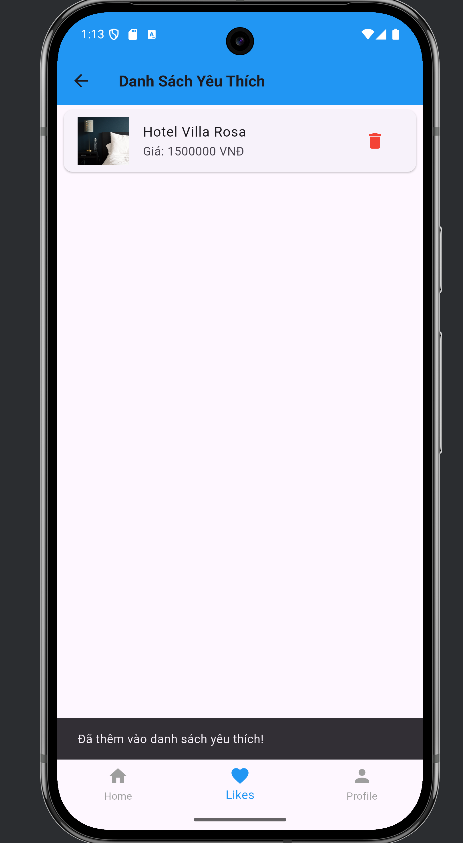 1:13
Danh Sách Yêu Thích
Hotel Villa Rosa
Giá: 1500000 VNĐ
Đã thêm vào danh sách yêu thích!
Home
Likes
Profile